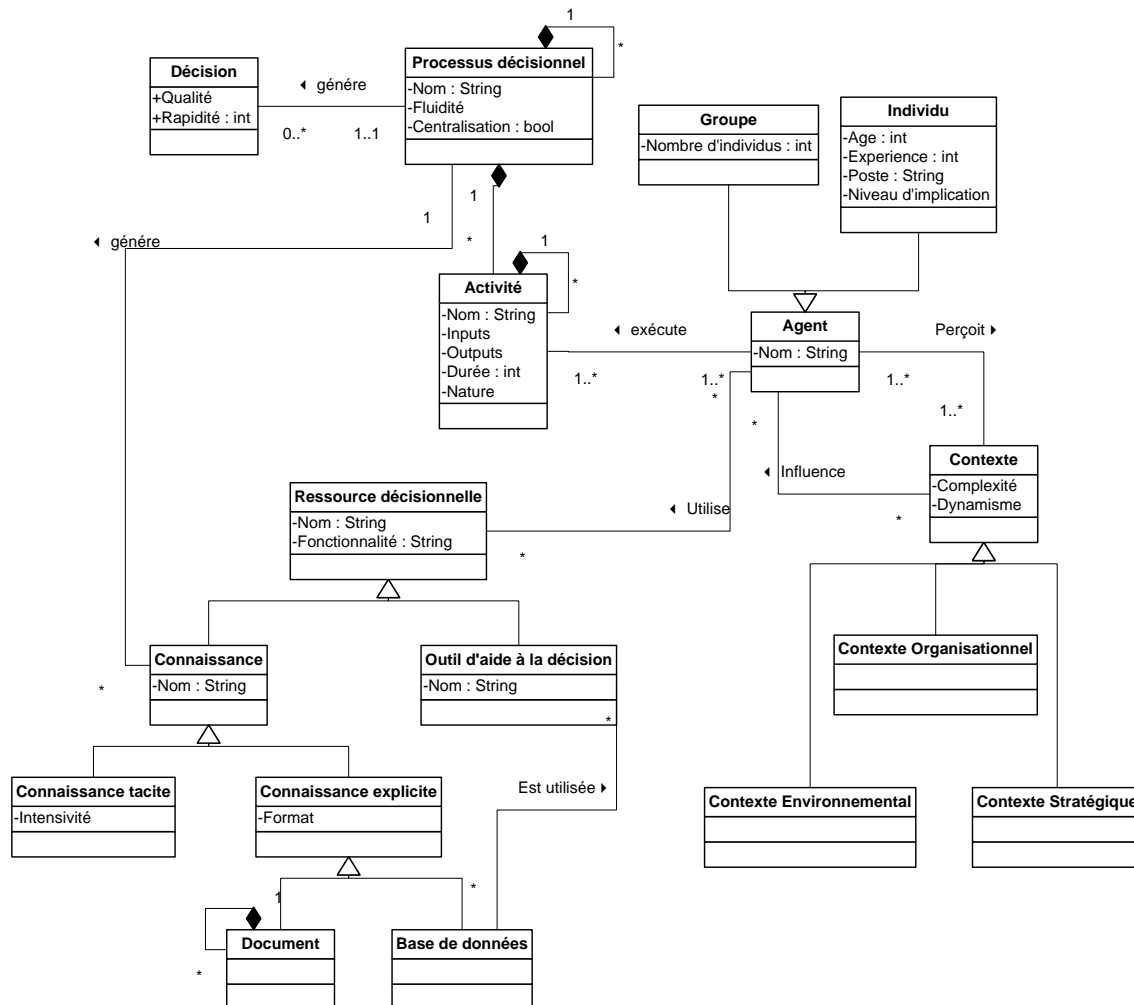 1
*
Processus décisionnel
-Nom : String
-Fluidité
-Centralisation : bool
Décision
+Qualité
+Rapidité : int
génére
0..*
1..1
Groupe
-Nombre d'individus : int
Individu
-Age : int
-Experience : int
-Poste : String
-Niveau d'implication
1
1
*
génére
1
*
Activité
-Nom : String
-Inputs
-Outputs
-Durée : int
-Nature
exécute
1..*
1..*
Agent
-Nom : String
Perçoit
1..*
1..*
*
*
Influence
*
Contexte
-Complexité
-Dynamisme
Utilise
*
Ressource décisionnelle
-Nom : String
-Fonctionnalité : String
Connaissance
-Nom : String
*
Outil d'aide à la décision
-Nom : String
*
Contexte Organisationnel
Connaissance tacite
-Intensivité
Connaissance explicite
-Format
Est utilisée
Contexte Environnemental
Contexte Stratégique
1
*
*
Document
Base de données